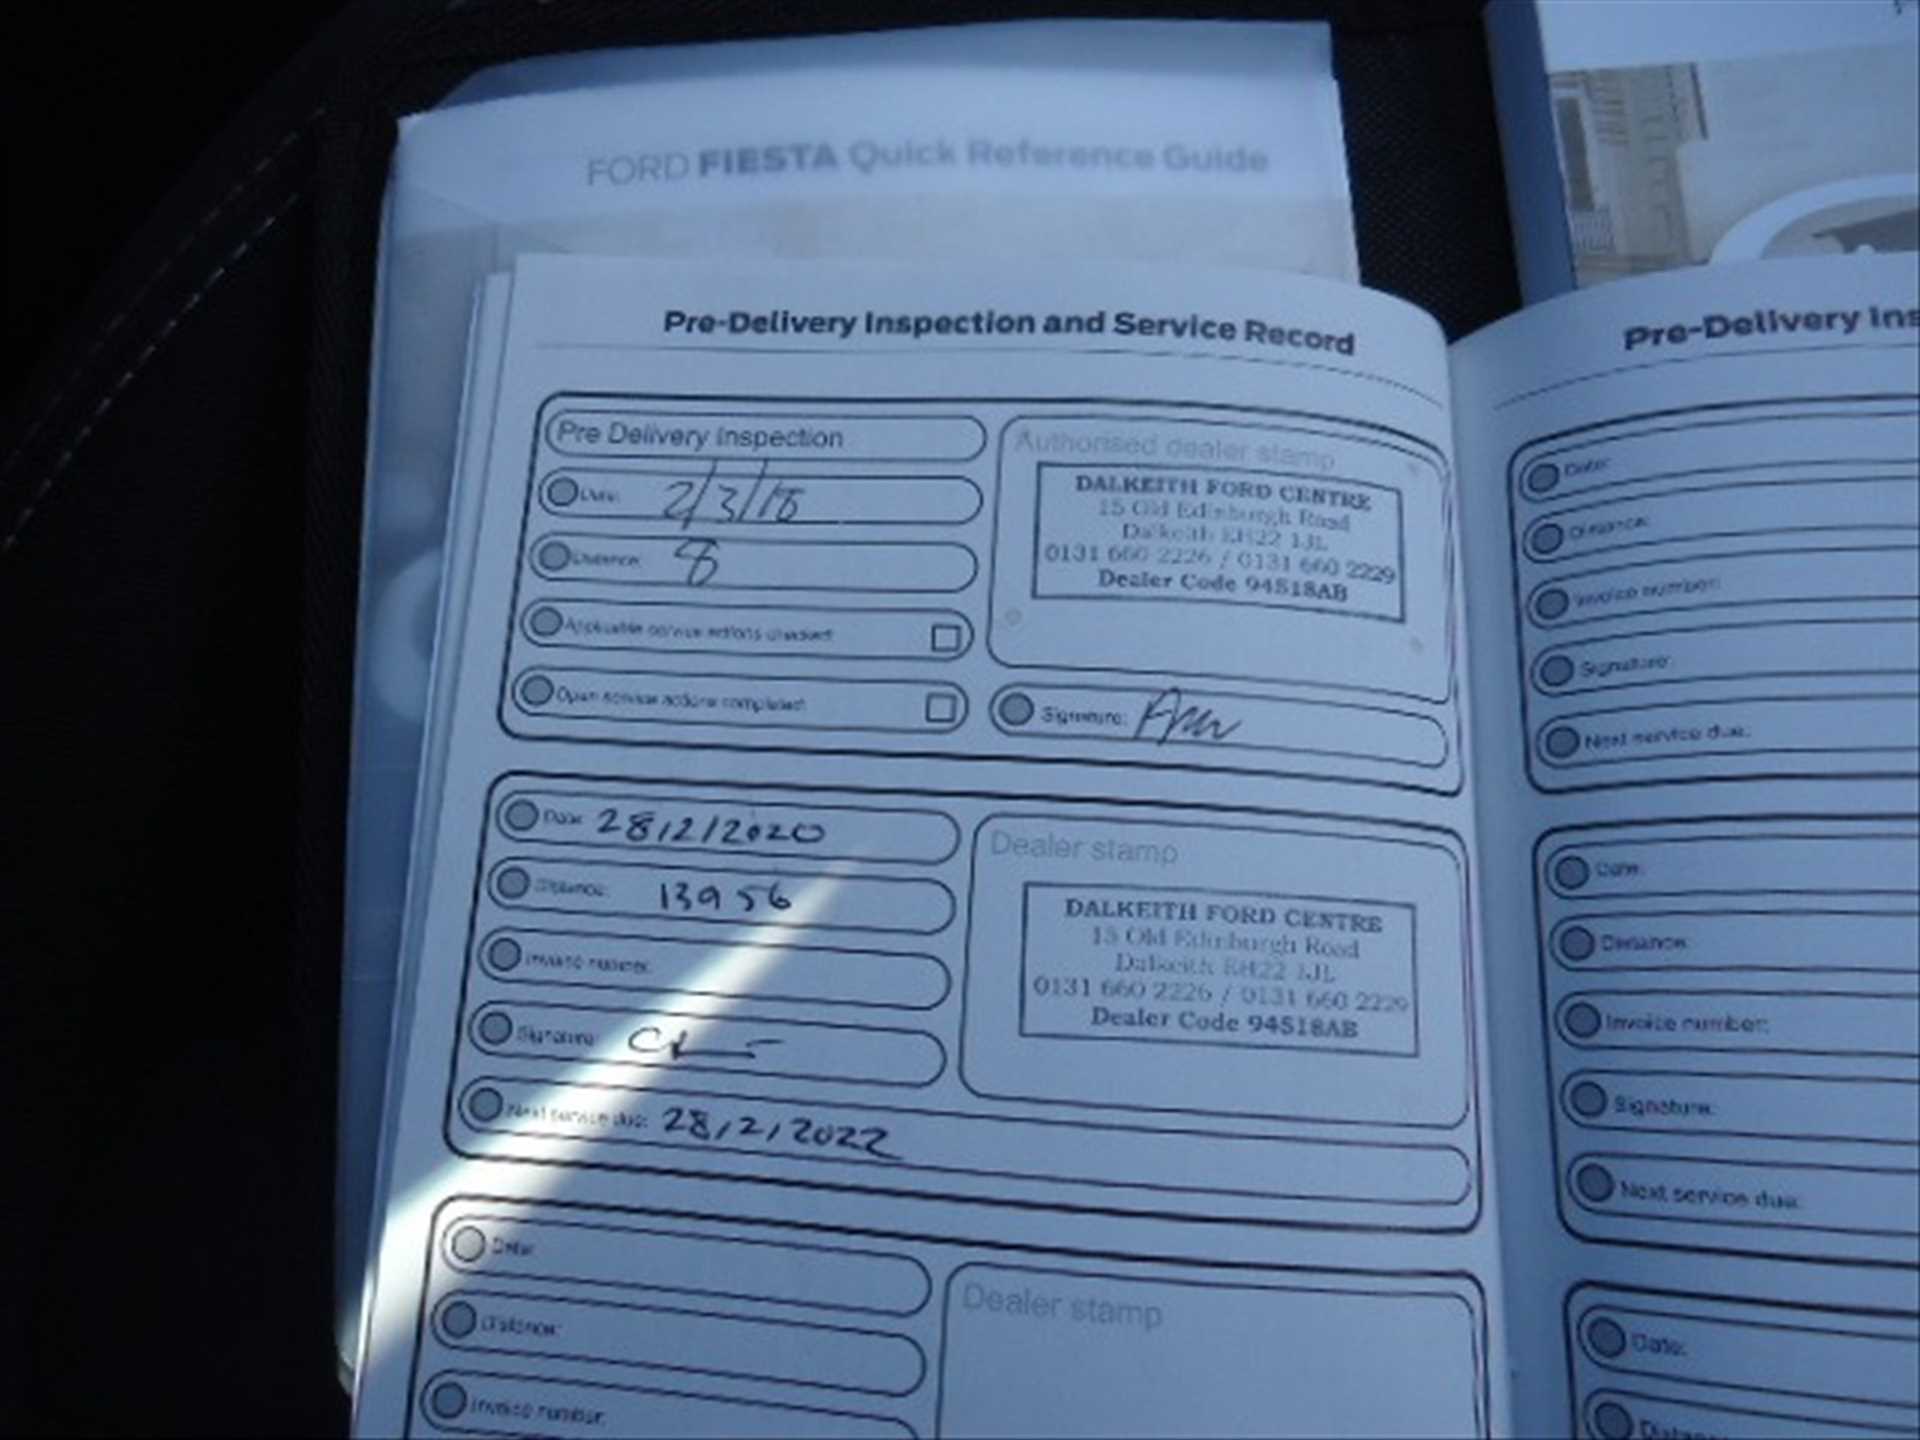 FORD FIESTA Quick Reference Guide
Pre-Delivery Inspection and Service Record
Pre Delivery Inspection
Date: 2/3/18
Distance: 8
Applicable service actions checked:
Open service actions completed:
Authorised dealer stamp
DALKEITH FORD CENTRE
15 Old Edinburgh Road
Dalkeith EH22 1JL
0131 660 2226 / 0131 660 2229
Dealer Code 94518AB
Signature:
Date: 28/2/2020
Distance: 13956
Invoice number:
Signature:
Next service due: 28/2/2022
Dealer stamp
DALKEITH FORD CENTRE
15 Old Edinburgh Road
Dalkeith EH22 1JL
0131 660 2226 / 0131 660 2229
Dealer Code 94518AB
Date:
Distance:
Invoice number:
Dealer stamp
Pre-Delivery Ins
Date:
Distance:
Invoice number:
Signature:
Next service due:
Date:
Distance:
Invoice number:
Signature:
Next service due:
Date:
Distance: